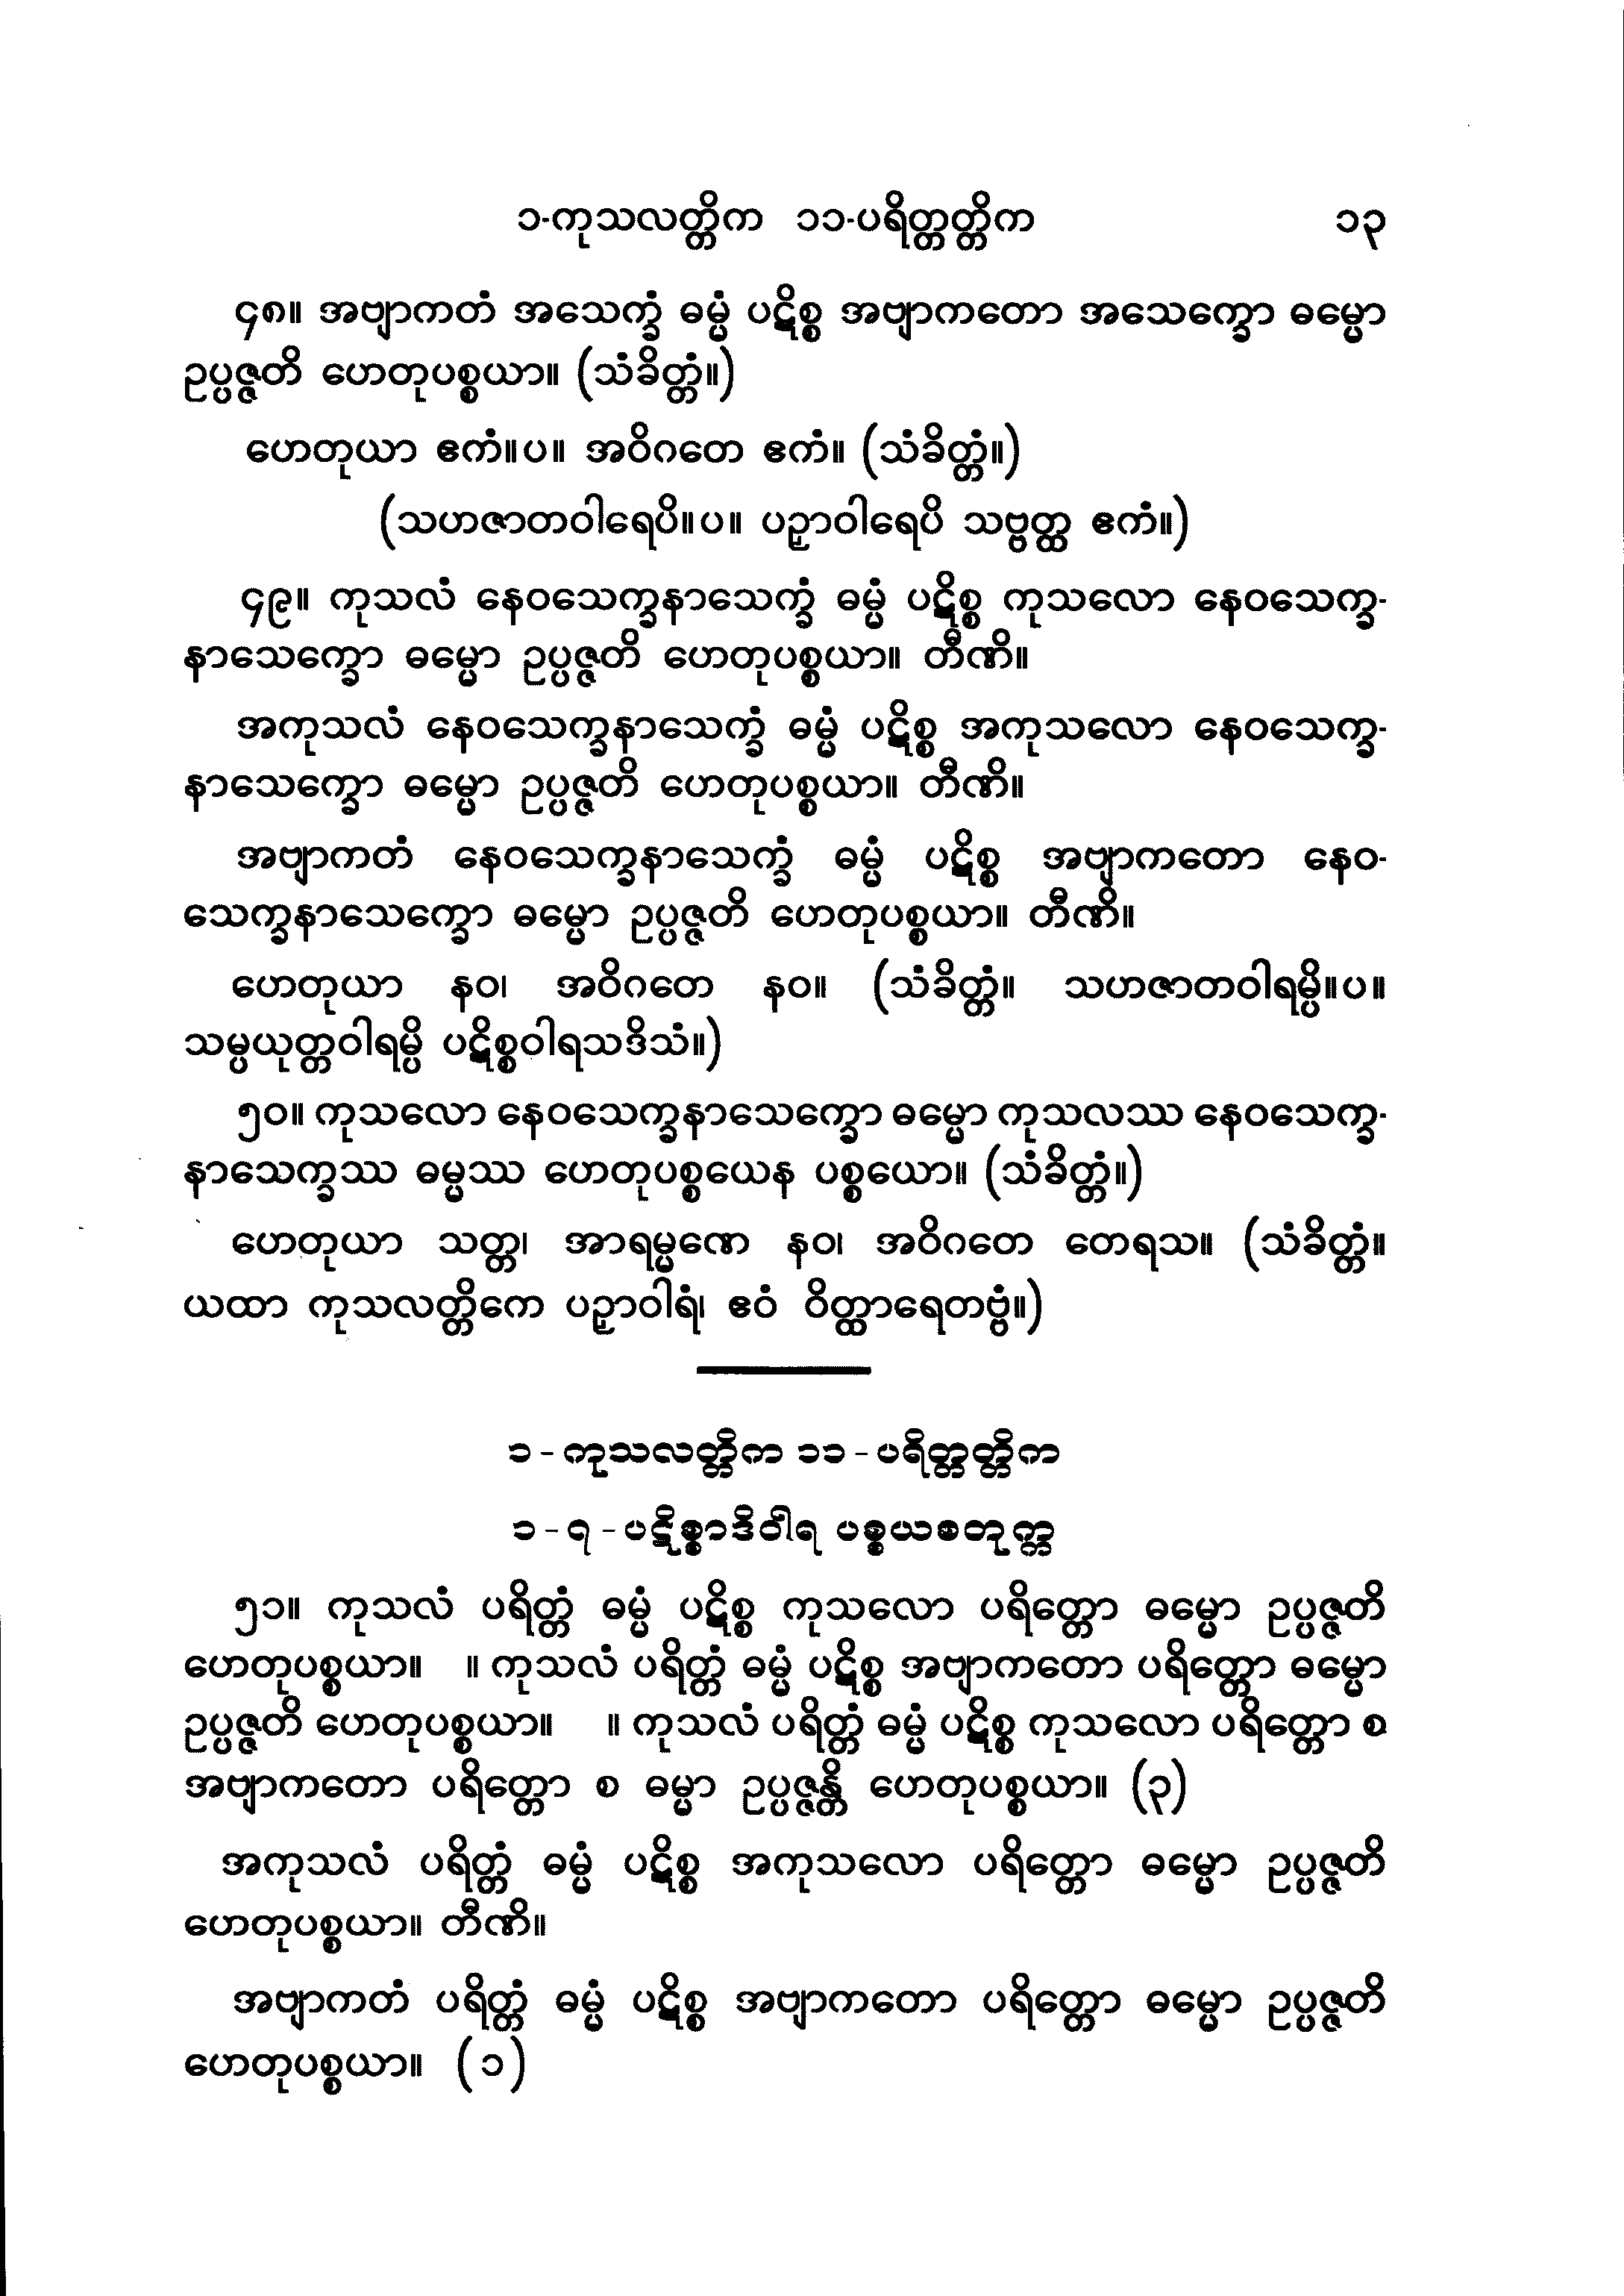 ၁-ကုသလတ္တိက ၁၁-ပရိတ္တတ္တိက ၁၃
၄၈။ အဗျာကတံ အသေက္ခံ ဓမ္မံ ပဋိစ္စ အဗျာကတော အသေက္ခော ဓမ္မော
ဥပ္ပဇ္ဇတိ ဟေတုပစ္စယာ။ (သံခိတ္တံ။)
ဟေတုယာ ဧကံ။ပ။ အဝိဂတေ ဧကံ။ (သံခိတ္တံ။)
(သဟဇာတဝါရေပိ။ပ။ ပဉှာဝါရေပိ သဗ္ဗတ္ထ ဧကံ။)
၄၉။ ကုသလံ နေဝသေက္ခနာသေက္ခံ ဓမ္မံ ပဋိစ္စ ကုသလော နေဝသေက္ခ-
နာသေက္ခော ဓမ္မော ဥပ္ပဇ္ဇတိ ဟေတုပစ္စယာ။ တီဏိ။
အကုသလံ နေဝသေက္ခနာသေက္ခံ ဓမ္မံ ပဋိစ္စ အကုသလော နေဝသေက္ခ-
နာသေက္ခော ဓမ္မော ဥပ္ပဇ္ဇတိ ဟေတုပစ္စယာ။ တီဏိ။
အဗျာကတံ နေဝသေက္ခနာသေက္ခံ ဓမ္မံ ပဋိစ္စ အဗျာကတော နေဝ-
သေက္ခနာသေက္ခော ဓမ္မော ဥပ္ပဇ္ဇတိ ဟေတုပစ္စယာ။ တီဏိ။
ဟေတုယာ နဝ၊ အဝိဂတေ နဝ။ (သံခိတ္တံ။ သဟဇာတဝါရမ္ပိ။ပ။
သမ္ပယုတ္တဝါရမ္ပိ ပဋိစ္စဝါရသဒိသံ။)
၅၀။ ကုသလော နေဝသေက္ခနာသေက္ခော ဓမ္မော ကုသလဿ နေဝသေက္ခ-
နာသေက္ခဿ ဓမ္မဿ ဟေတုပစ္စယေန ပစ္စယော။ (သံခိတ္တံ။)
ဟေတုယာ သတ္တ၊ အာရမ္မဏေ နဝ၊ အဝိဂတေ တေရသ။ (သံခိတ္တံ။
ယထာ ကုသလတ္တိကေ ပဉှာဝါရံ၊ ဧဝံ ဝိတ္ထာရေတဗ္ဗံ။)
၁ - ကုသလတ္တိက ၁၁ - ပရိတ္တတ္တိက
၁ - ၇ - ပဋိစ္စာဒိဝါရ ပစ္စယစတုက္က
၅၁။ ကုသလံ ပရိတ္တံ ဓမ္မံ ပဋိစ္စ ကုသလော ပရိတ္တော ဓမ္မော ဥပ္ပဇ္ဇတိ
ဟေတုပစ္စယာ။ ။ ကုသလံ ပရိတ္တံ ဓမ္မံ ပဋိစ္စ အဗျာကတော ပရိတ္တော ဓမ္မော
ဥပ္ပဇ္ဇတိ ဟေတုပစ္စယာ။ ။ ကုသလံ ပရိတ္တံ ဓမ္မံ ပဋိစ္စ ကုသလော ပရိတ္တော စ
အဗျာကတော ပရိတ္တော စ ဓမ္မာ ဥပ္ပဇ္ဇန္တိ ဟေတုပစ္စယာ။ (၃)
အကုသလံ ပရိတ္တံ ဓမ္မံ ပဋိစ္စ အကုသလော ပရိတ္တော ဓမ္မော ဥပ္ပဇ္ဇတိ
ဟေတုပစ္စယာ။ တီဏိ။
အဗျာကတံ ပရိတ္တံ ဓမ္မံ ပဋိစ္စ အဗျာကတော ပရိတ္တော ဓမ္မော ဥပ္ပဇ္ဇတိ
ဟေတုပစ္စယာ။ (၁)